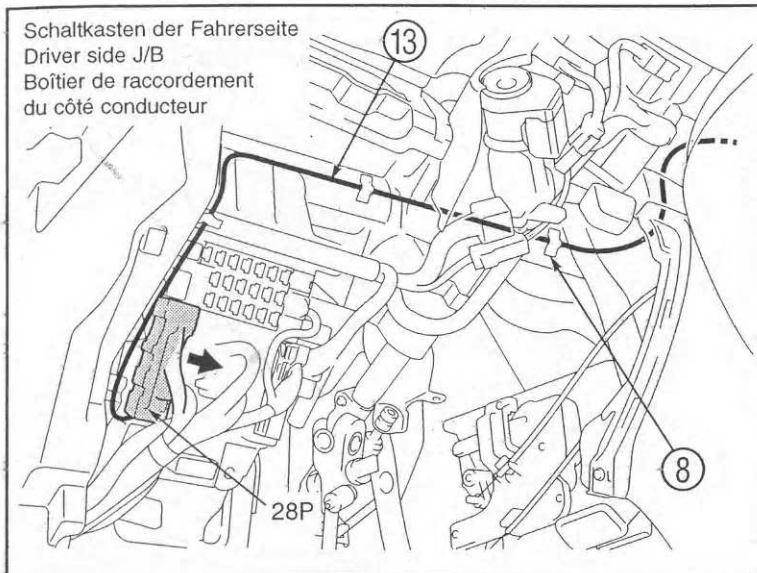 Schaltkasten der Fahrerseite
Driver side J/B
Boîtier de raccordement
du côté conducteur
13
8
28P